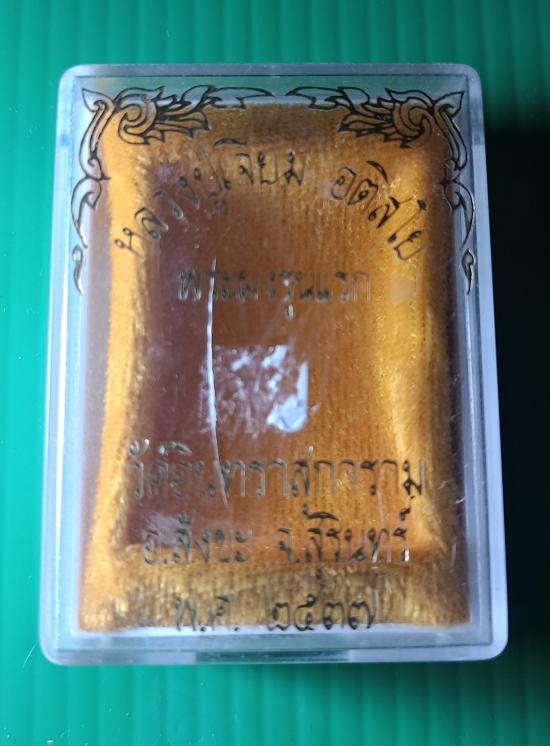 หลวงปู่เจียม อติสโย
พระผงรุ่นแรก
วัดอินทราสุการาม
อ.สังขะ จ.สุรินทร์
พ.ศ. ๒๕๓๗